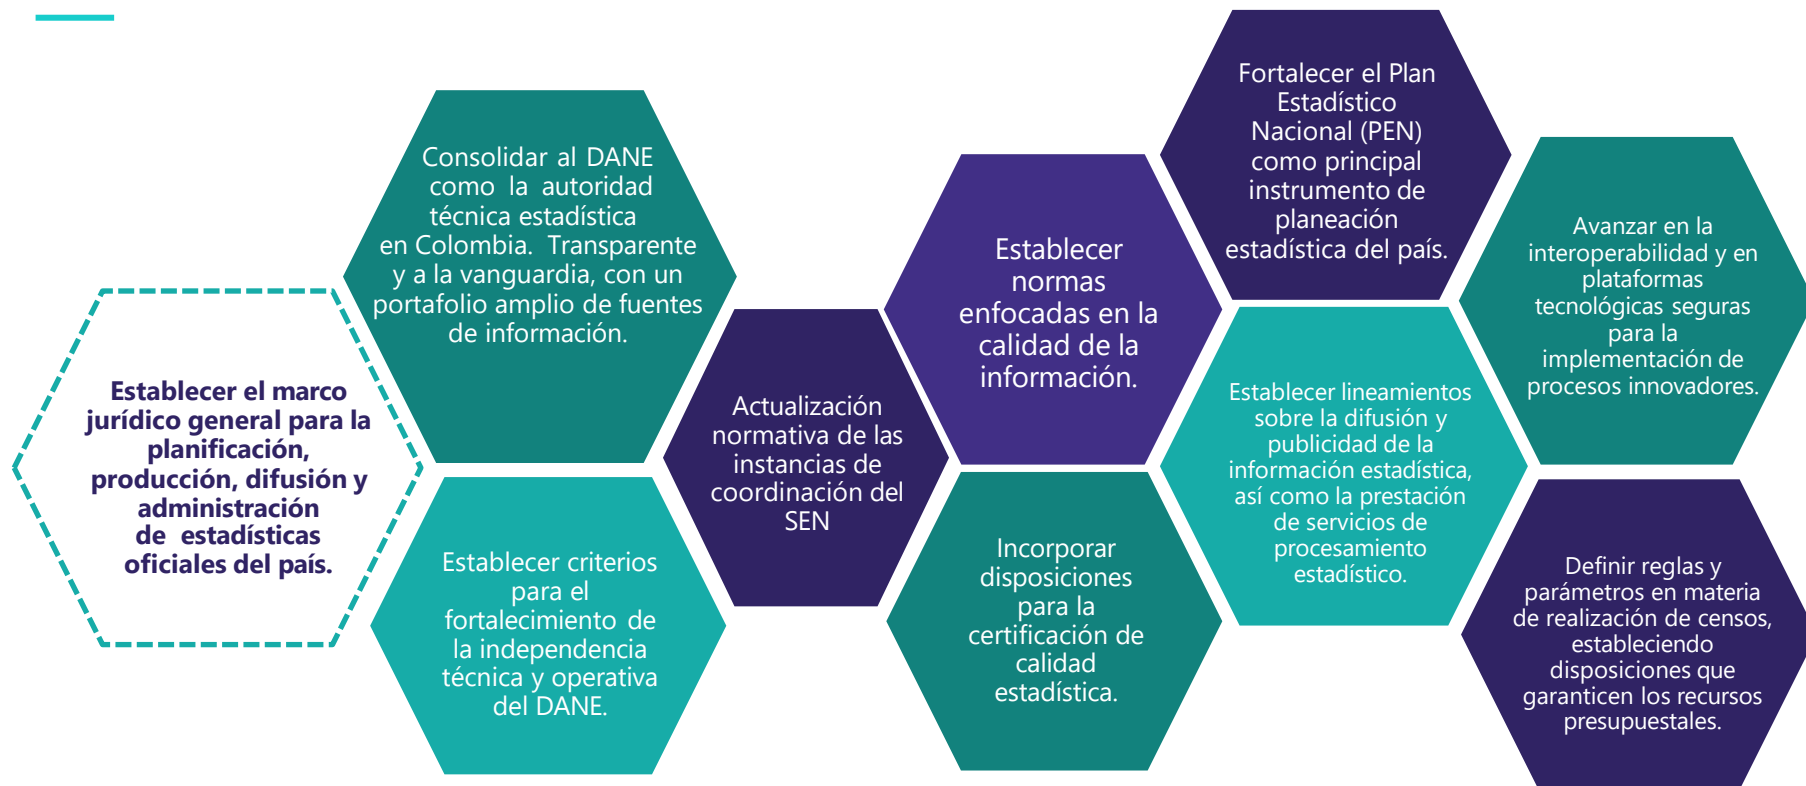 Establecer el marco
jurídico general para la
planificación,
producción, difusión y
administración
de estadísticas
oficiales del país.
Consolidar al DANE
como la autoridad
técnica estadística
en Colombia. Transparente
y a la vanguardia, con un
portafolio amplio de fuentes
de información.
Establecer criterios
para el
fortalecimiento de
la independencia
técnica y operativa
del DANE.
Actualización
normativa de las
instancias de
coordinación del
SEN
Establecer
normas
enfocadas en la
calidad de la
información.
Incorporar
disposiciones
para la
certificación de
calidad
estadística.
Fortalecer el Plan
Estadístico
Nacional (PEN)
como principal
instrumento de
planeación
estadística del país.
Establecer lineamientos
sobre la difusión y
publicidad de la
información estadística,
así como la prestación
de servicios de
procesamiento
estadístico.
Avanzar en la
interoperabilidad y en
plataformas
tecnológicas seguras
para la
implementación de
procesos innovadores.
Definir reglas y
parámetros en materia
de realización de censos,
estableciendo
disposiciones que
garanticen los recursos
presupuestales.